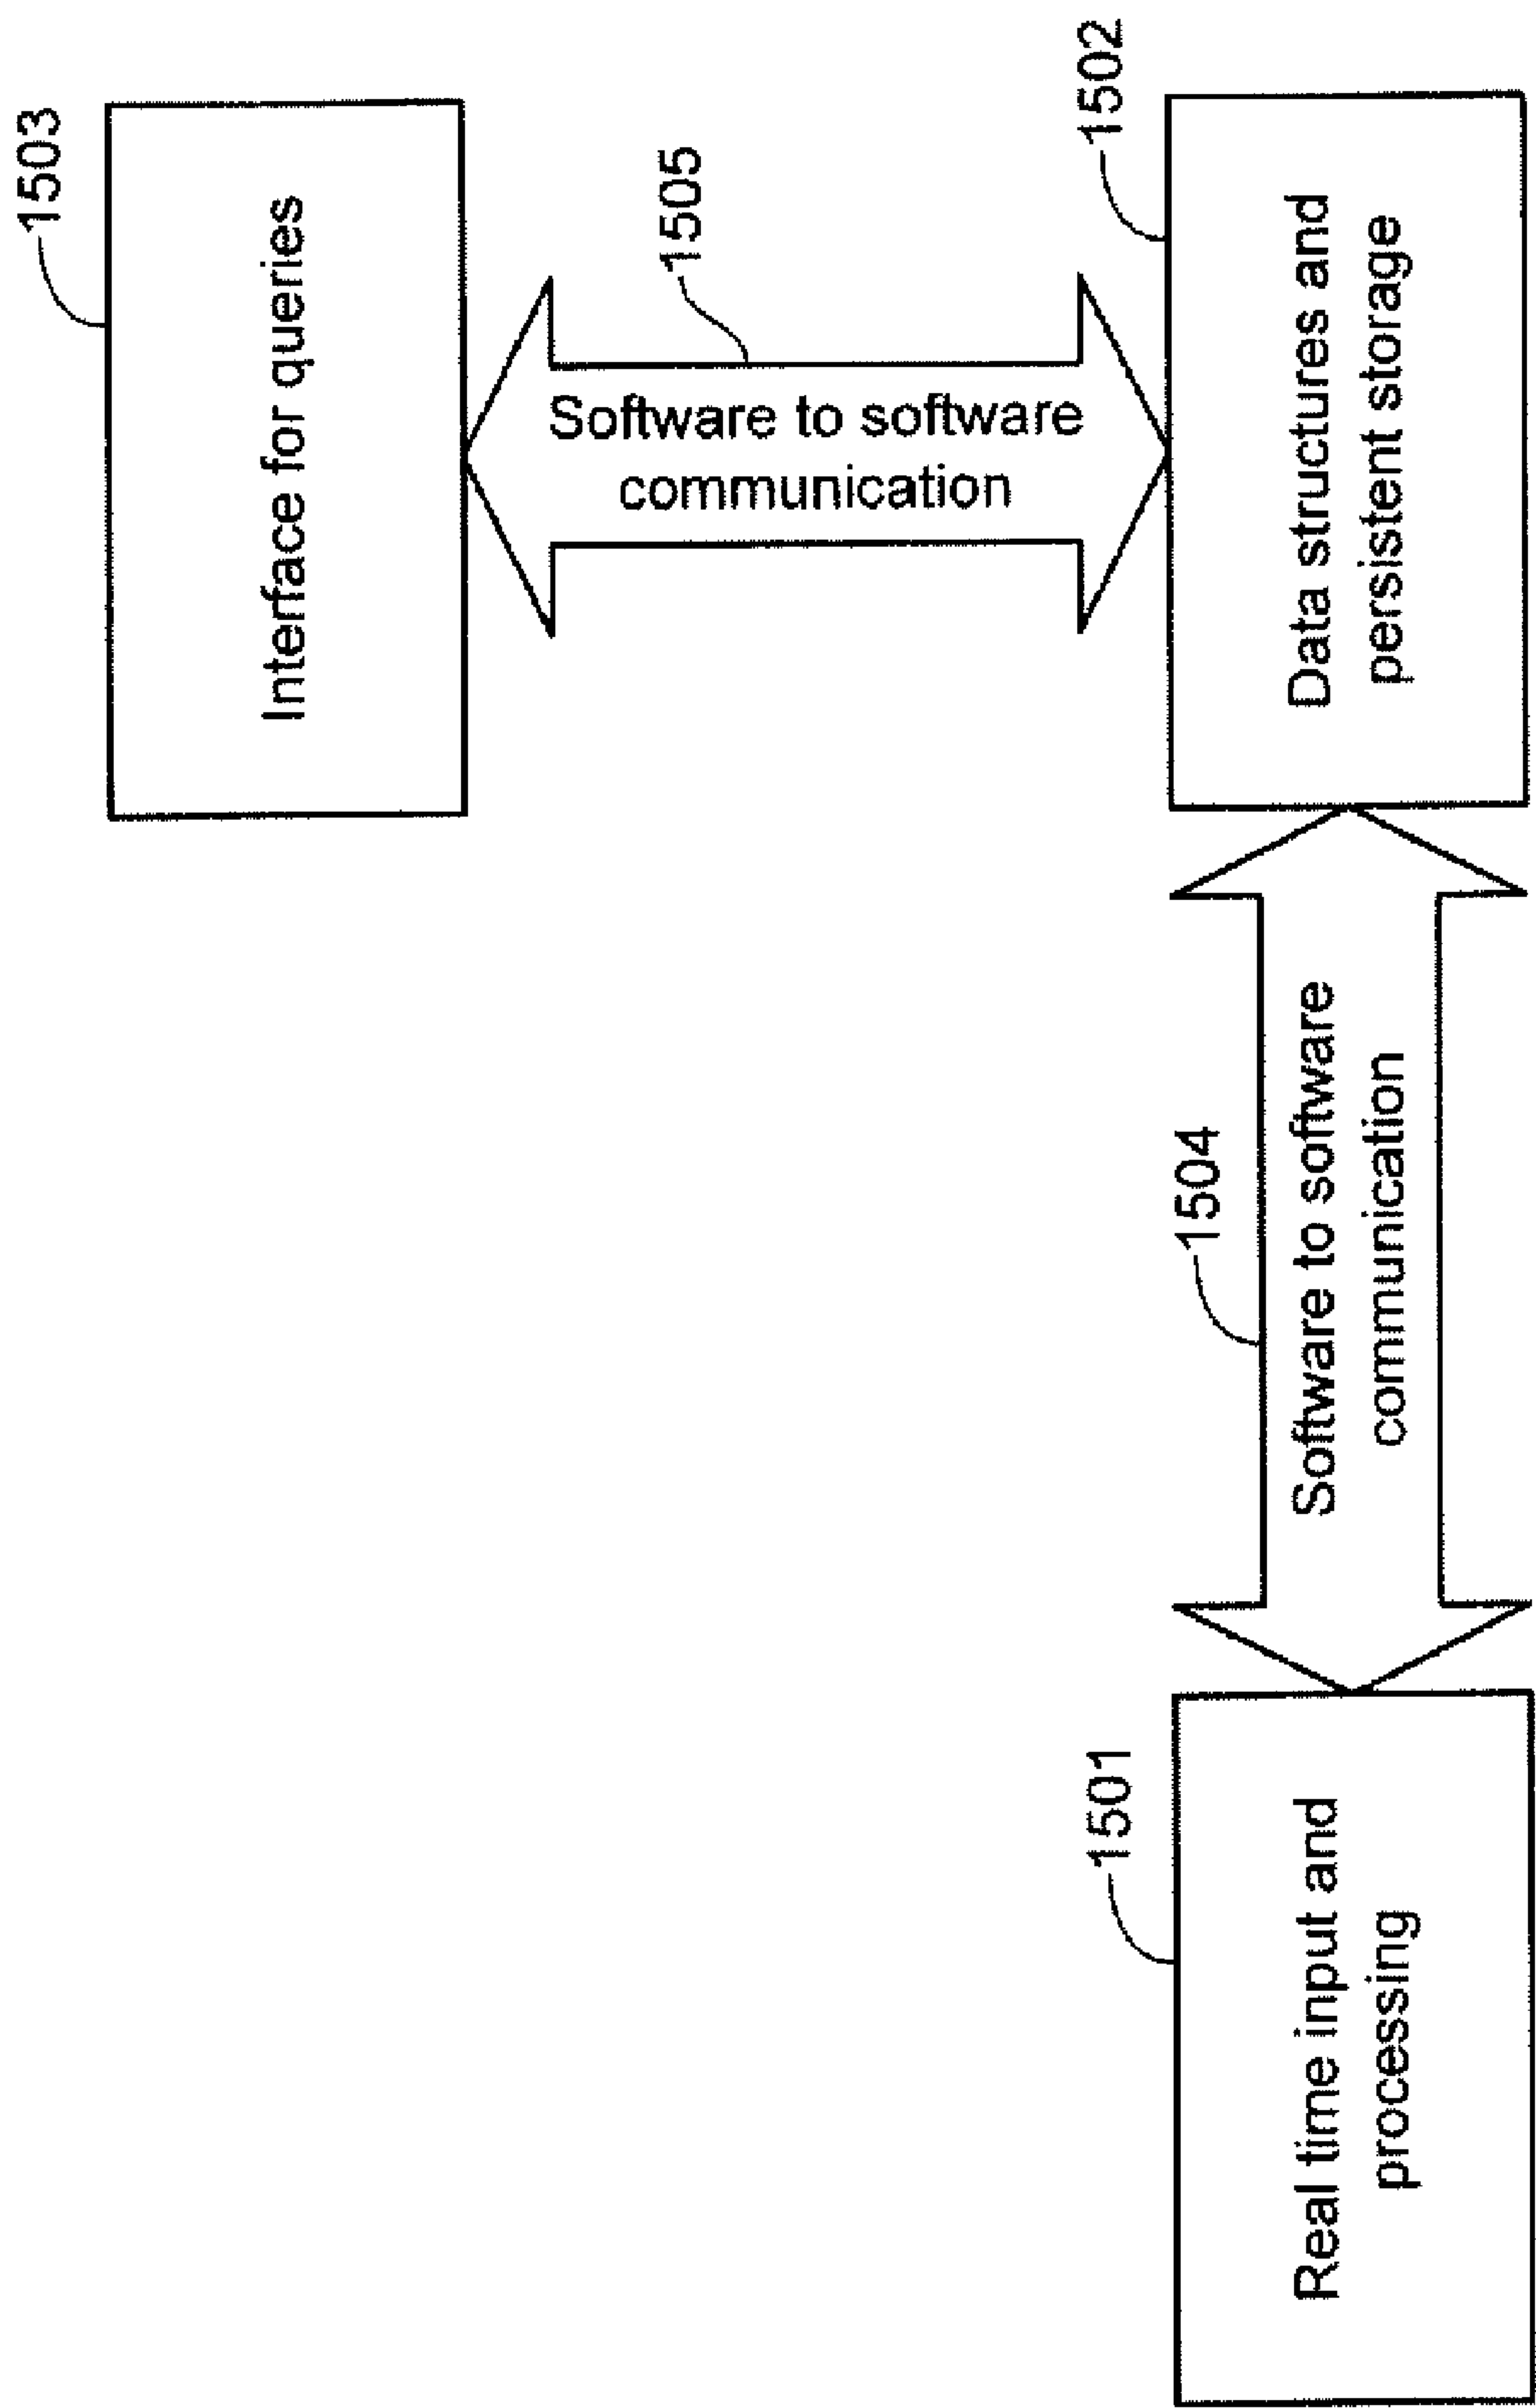 1503
Interface for queries
1505
Software to software
communication
1502
Data structures and
persistent storage
1504
Software to software
communication
1501
Real time input and
processing